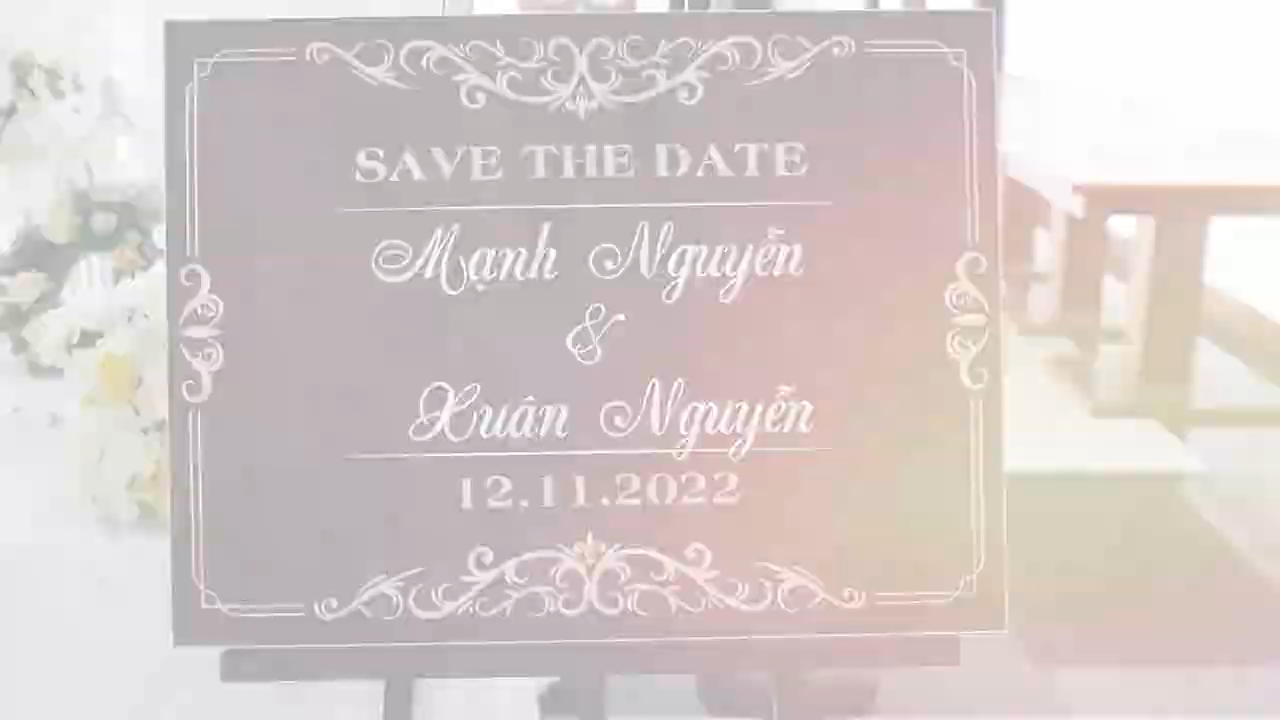 SAVE THE DATE
Mạnh Nguyễn
&
Xuân Nguyễn
12.11.2022